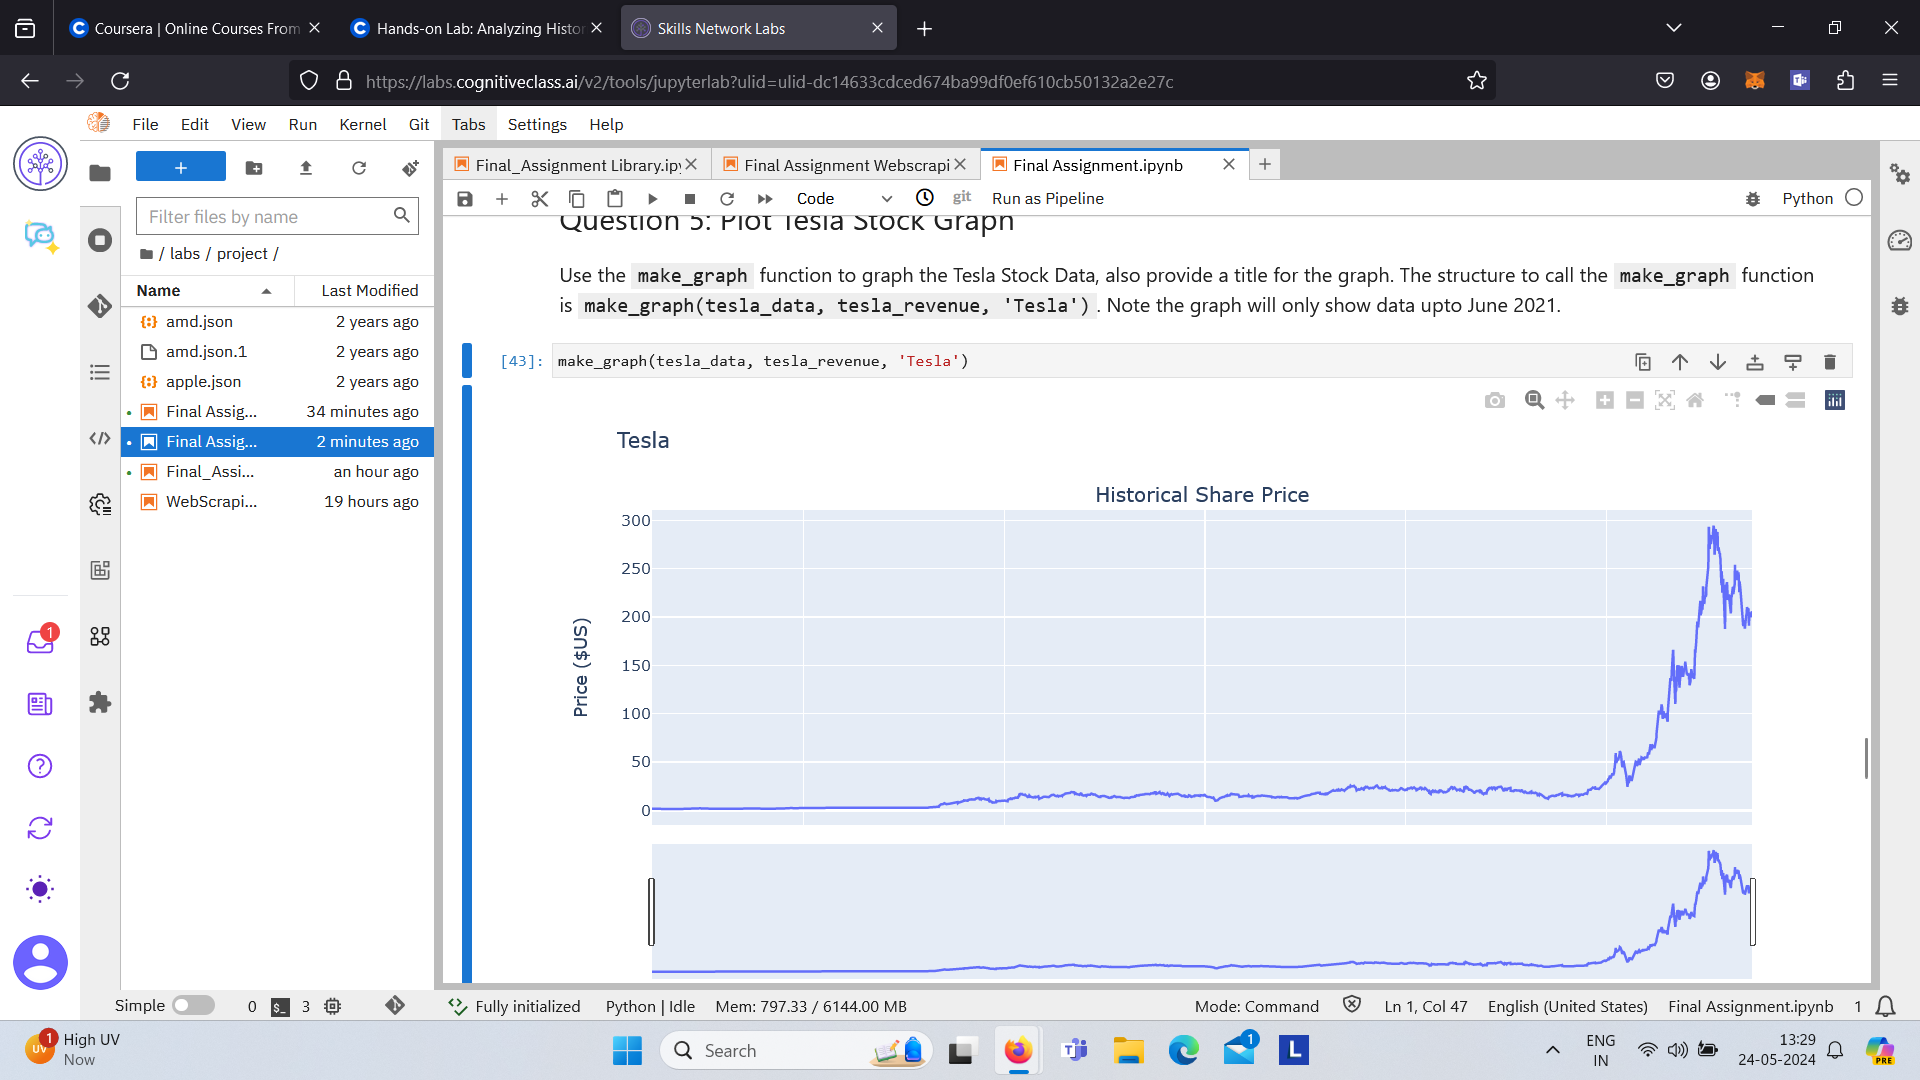 Coursera | Online Courses From
Hands-on Lab: Analyzing Histor
Skills Network Labs
https://labs.cognitiveclass.ai/v2/tools/jupyterlab?ulid=ulid-dc14633cdced674ba99df0ef610cb50132a2e27c
File Edit View Run Kernel Git Tabs Settings Help
Final_Assignment Library.ipy
Final Assignment Webscrapi
Final Assignment.ipynb
Code
git
Run as Pipeline
Python
Filter files by name
/ labs / project /
Name Last Modified
amd.json 2 years ago
amd.json.1 2 years ago
apple.json 2 years ago
Final Assig... 34 minutes ago
Final Assig... 2 minutes ago
Final_Assi... an hour ago
WebScrapi... 19 hours ago
1
Question 5: Plot Tesla Stock Graph
Use the make_graph function to graph the Tesla Stock Data, also provide a title for the graph. The structure to call the make_graph function
is make_graph(tesla_data, tesla_revenue, 'Tesla'). Note the graph will only show data upto June 2021.
[43]: make_graph(tesla_data, tesla_revenue, 'Tesla')
Tesla
Historical Share Price
300
250
200
150
100
50
0
Price ($US)
Simple 0 $_ 3 Fully initialized Python | Idle Mem: 797.33 / 6144.00 MB Mode: Command Ln 1, Col 47 English (United States) Final Assignment.ipynb 1
UV
1
High UV
Now
Search
1
L
ENG
IN
13:29
24-05-2024
PRE